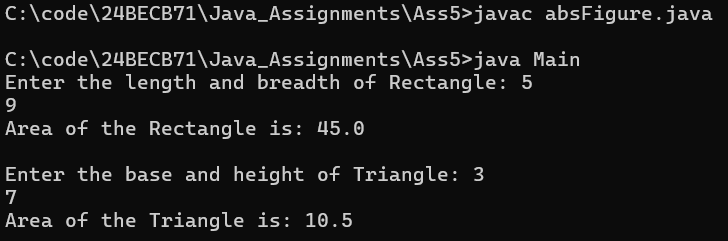 C:\code\24BECB71\Java_Assignments\Ass5>javac absFigure.java
C:\code\24BECB71\Java_Assignments\Ass5>java Main
Enter the length and breadth of Rectangle: 5
9
Area of the Rectangle is: 45.0
Enter the base and height of Triangle: 3
7
Area of the Triangle is: 10.5